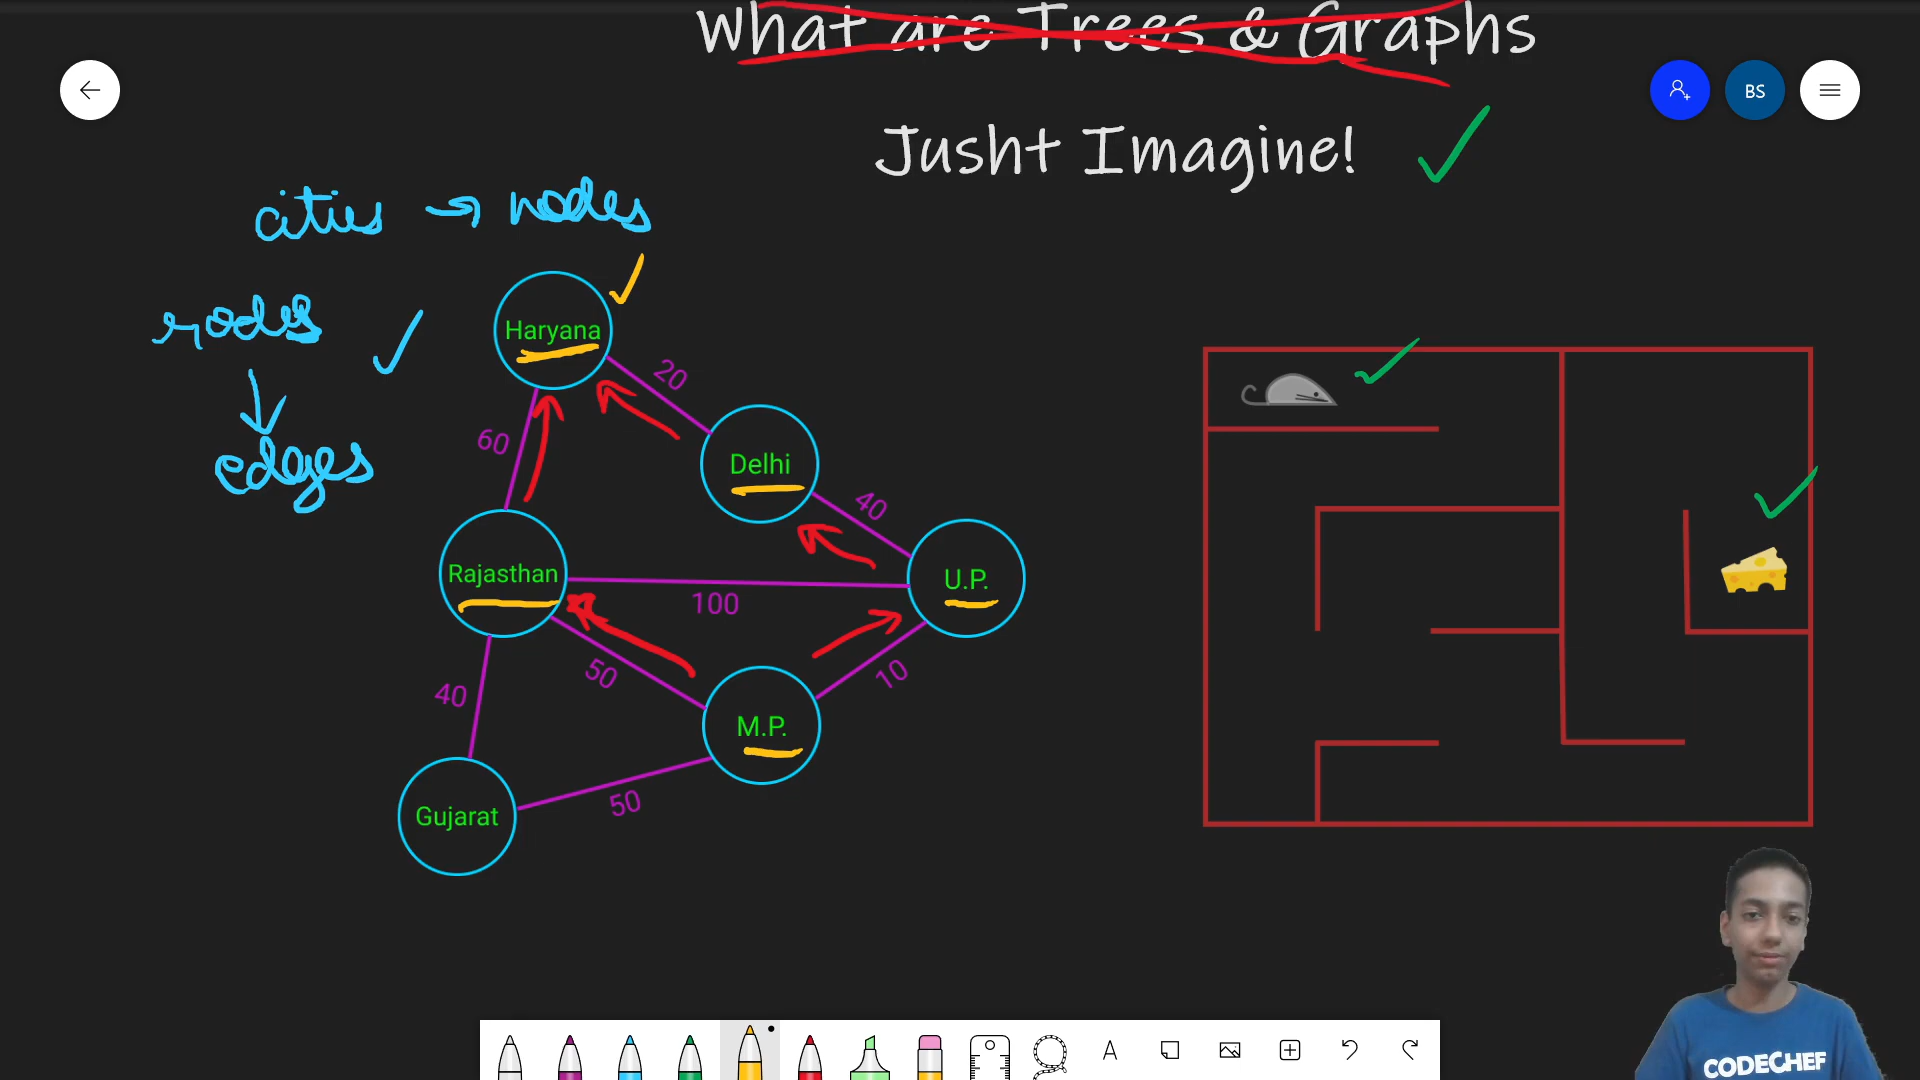 What are Trees & Graphs
Jusht Imagine!
BS
cities → nodes
Haryana
20
60
Delhi
40
Rajasthan
100
U.P.
50
10
40
M.P.
50
Gujarat
edges
A
CODECHEF